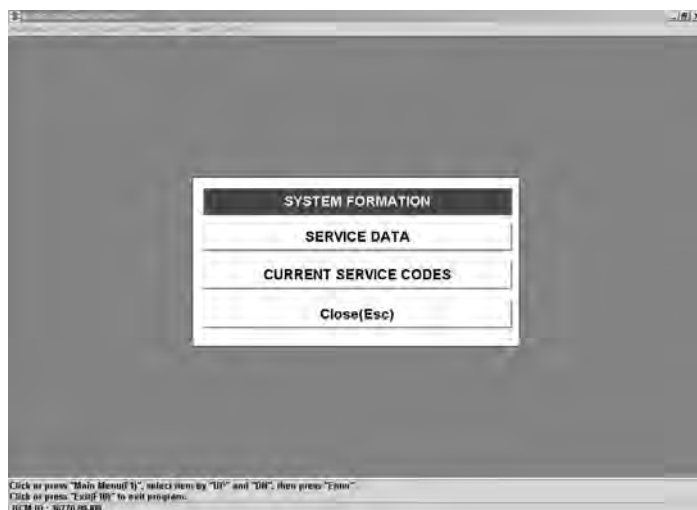 SYSTEM FORMATION
SERVICE DATA
CURRENT SERVICE CODES
Close(Esc)
Click or press "Main Menu(F1)", select item by "UP" and "DN", then press "Enter"
Click or press "Exit(F10)" to exit program.